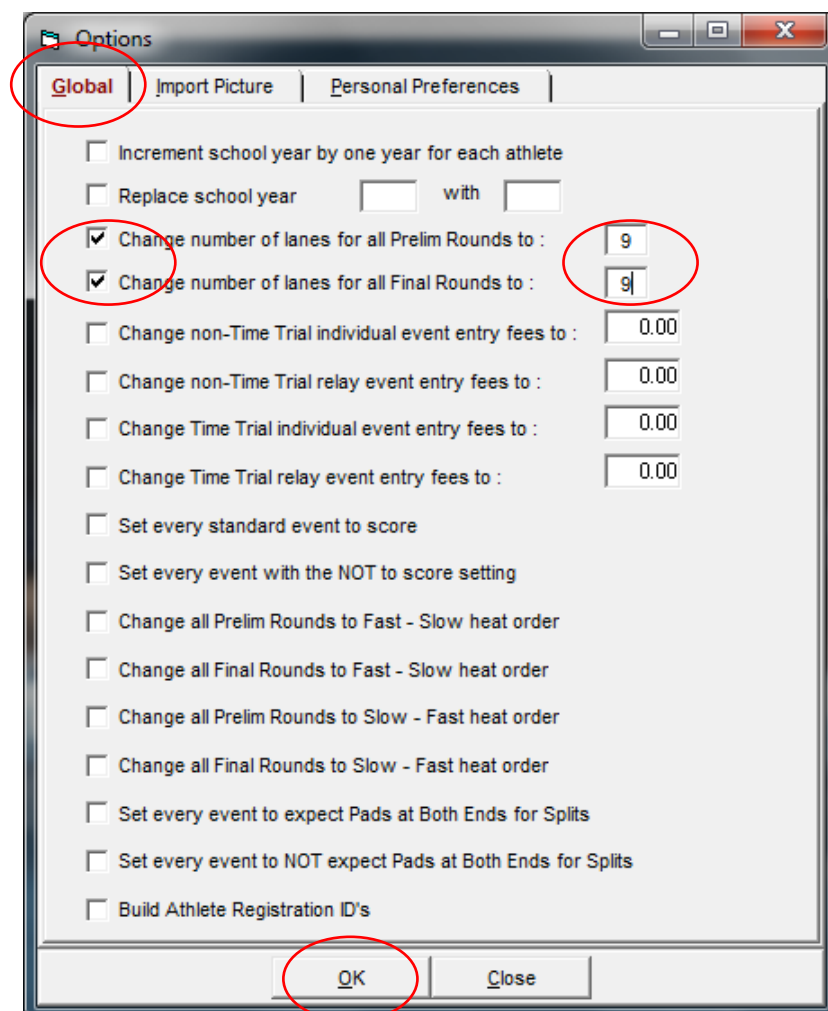 Options
Global Import Picture Personal Preferences
Increment school year by one year for each athlete
Replace school year with
Change number of lanes for all Prelim Rounds to : 9
Change number of lanes for all Final Rounds to : 9
Change non-Time Trial individual event entry fees to : 0.00
Change non-Time Trial relay event entry fees to : 0.00
Change Time Trial individual event entry fees to : 0.00
Change Time Trial relay event entry fees to : 0.00
Set every standard event to score
Set every event with the NOT to score setting
Change all Prelim Rounds to Fast - Slow heat order
Change all Final Rounds to Fast - Slow heat order
Change all Prelim Rounds to Slow - Fast heat order
Change all Final Rounds to Slow - Fast heat order
Set every event to expect Pads at Both Ends for Splits
Set every event to NOT expect Pads at Both Ends for Splits
Build Athlete Registration ID's
OK Close